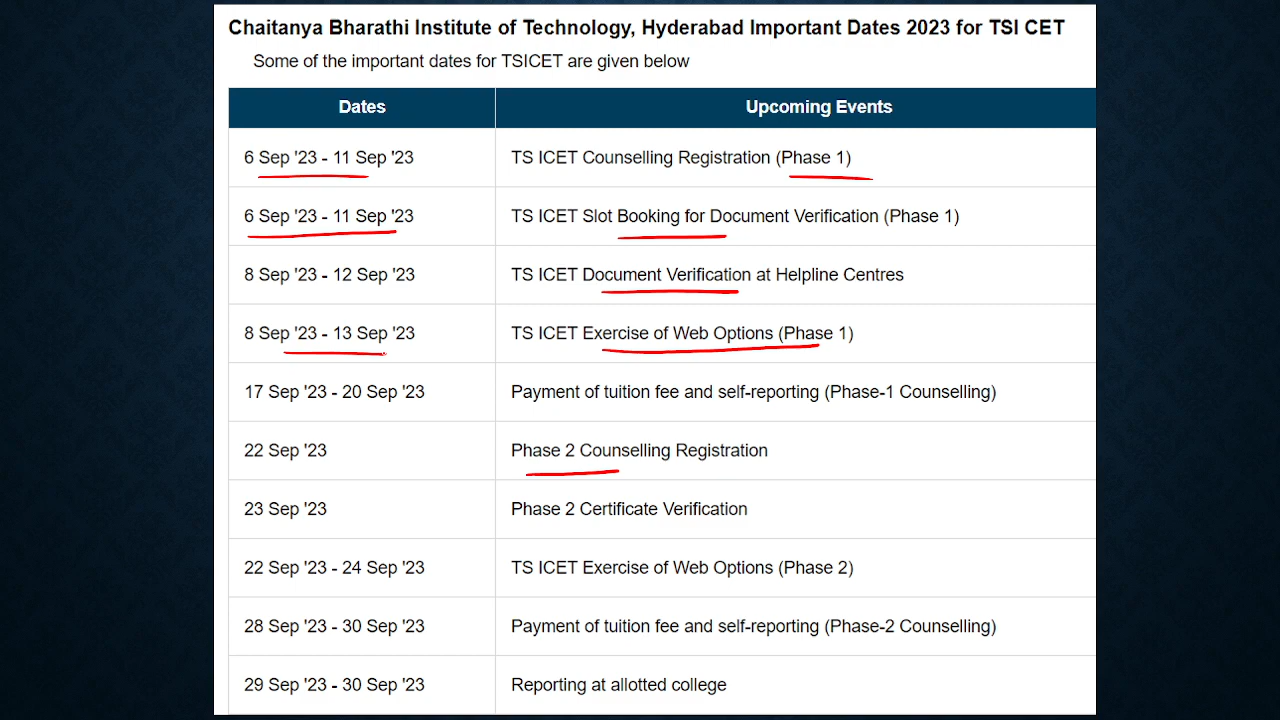 Chaitanya Bharathi Institute of Technology, Hyderabad Important Dates 2023 for TSI CET
Some of the important dates for TSICET are given below
Dates Upcoming Events
6 Sep '23 - 11 Sep '23 TS ICET Counselling Registration (Phase 1)
6 Sep '23 - 11 Sep '23 TS ICET Slot Booking for Document Verification (Phase 1)
8 Sep '23 - 12 Sep '23 TS ICET Document Verification at Helpline Centres
8 Sep '23 - 13 Sep '23 TS ICET Exercise of Web Options (Phase 1)
17 Sep '23 - 20 Sep '23 Payment of tuition fee and self-reporting (Phase-1 Counselling)
22 Sep '23 Phase 2 Counselling Registration
23 Sep '23 Phase 2 Certificate Verification
22 Sep '23 - 24 Sep '23 TS ICET Exercise of Web Options (Phase 2)
28 Sep '23 - 30 Sep '23 Payment of tuition fee and self-reporting (Phase-2 Counselling)
29 Sep '23 - 30 Sep '23 Reporting at allotted college